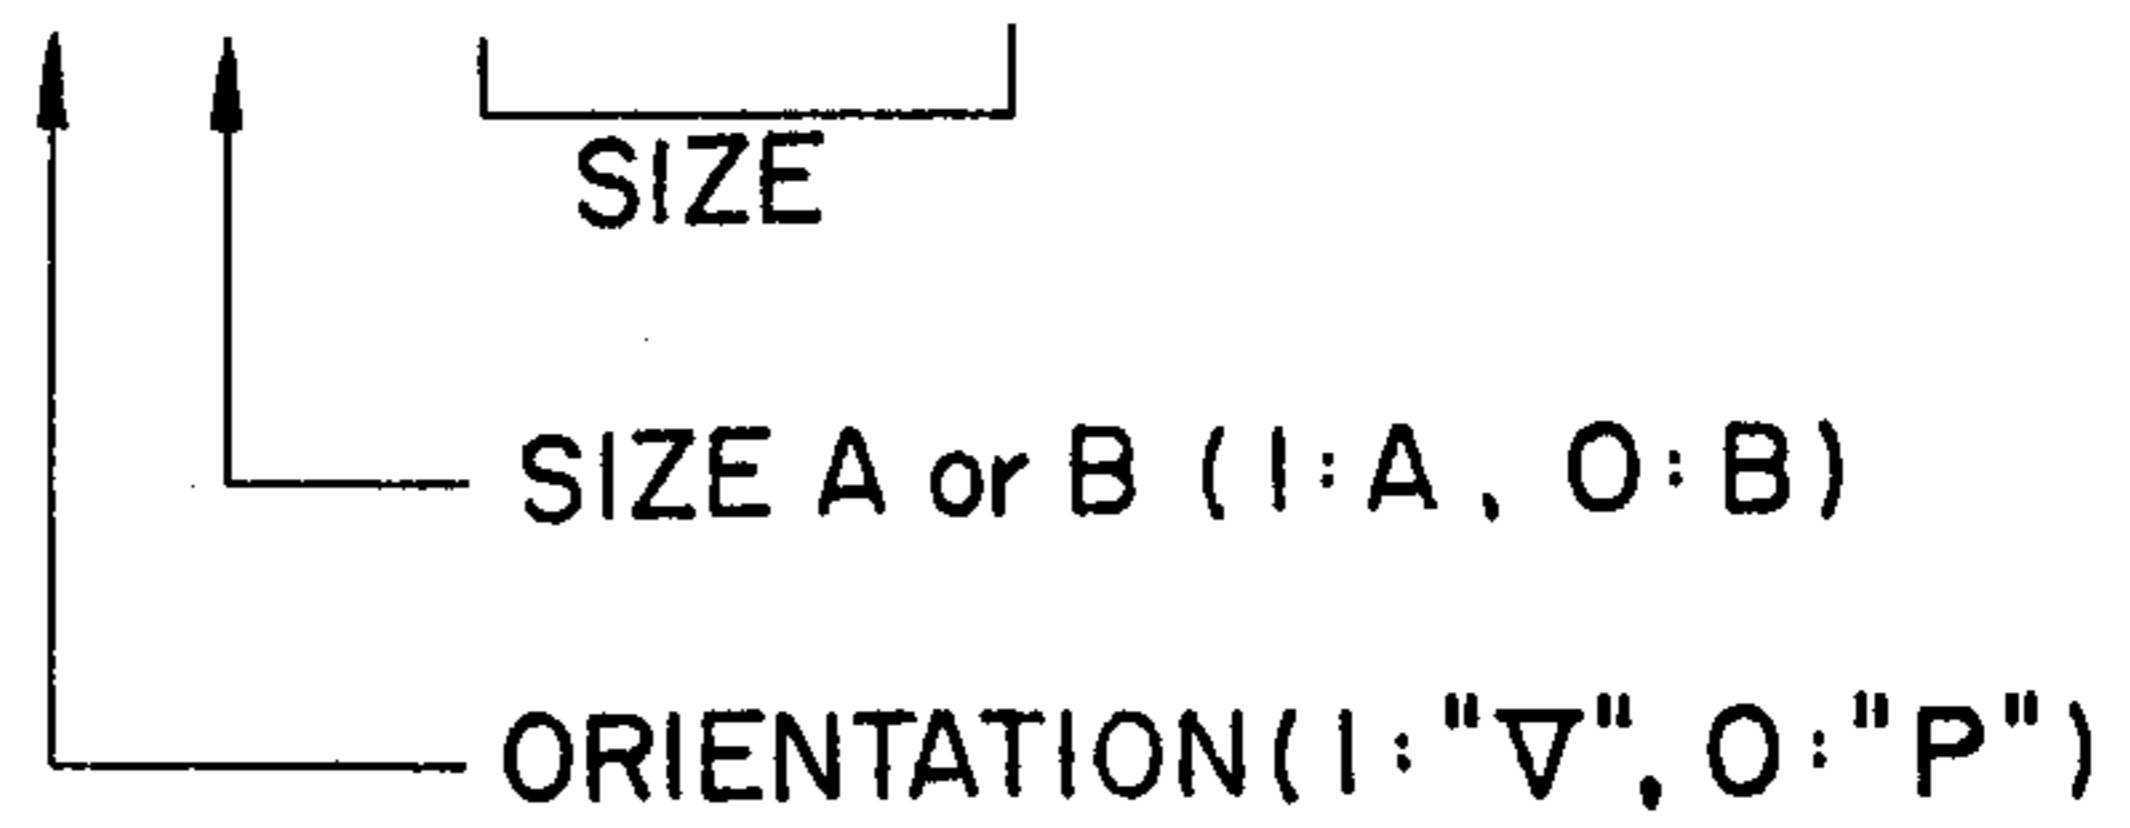 SIZE
SIZE A or B (1:A, 0:B)
ORIENTATION(1:"∇", 0:"P")